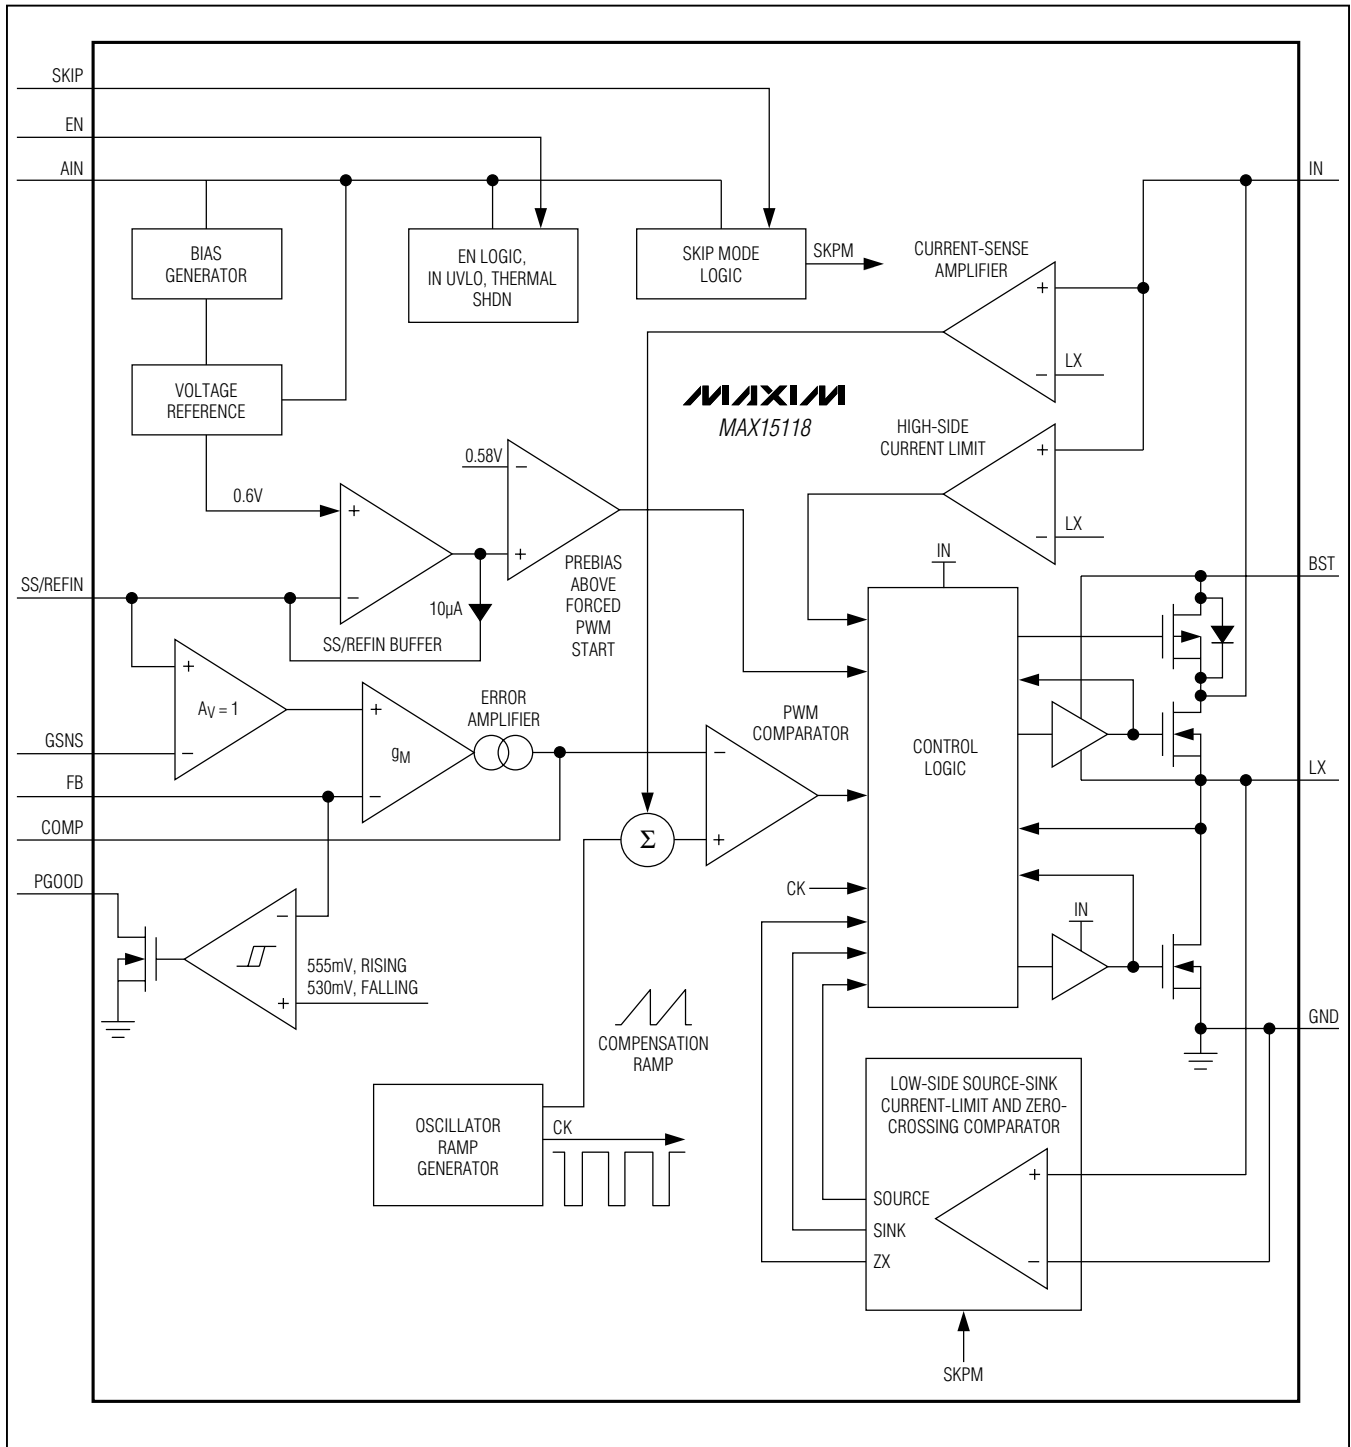 SKIP
EN
AIN
IN
BIAS
GENERATOR
EN LOGIC,
IN UVLO, THERMAL
SHDN
SKIP MODE
LOGIC
SKPM
CURRENT-SENSE
AMPLIFIER
+
−
LX
VOLTAGE
REFERENCE
MAXIM
MAX15118
HIGH-SIDE
CURRENT LIMIT
+
−
LX
0.6V
+
−
0.58V
−
+
PREBIAS
ABOVE
FORCED
PWM
START
IN
BST
SS/REFIN
10µA
SS/REFIN BUFFER
+
AV = 1
−
GSNS
+
gM
−
ERROR
AMPLIFIER
PWM
COMPARATOR
−
+
CONTROL
LOGIC
LX
FB
COMP
Σ
PGOOD
−
+
555mV, RISING
530mV, FALLING
CK
IN
COMPENSATION
RAMP
GND
OSCILLATOR
RAMP
GENERATOR
CK
LOW-SIDE SOURCE-SINK
CURRENT-LIMIT AND ZERO-
CROSSING COMPARATOR
+
−
SOURCE
SINK
ZX
SKPM